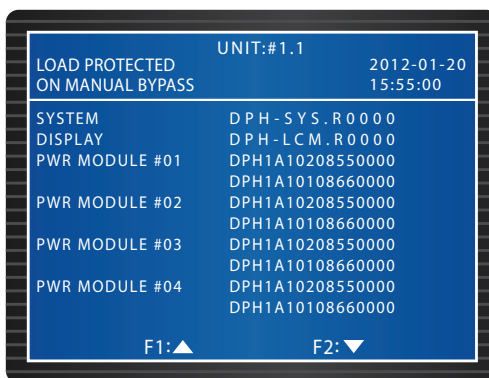 UNIT:#1.1
LOAD PROTECTED 2012-01-20
ON MANUAL BYPASS 15:55:00
SYSTEM DPH-SYS.R0000
DISPLAY DPH-LCM.R0000
PWR MODULE #01 DPH1A10208550000
DPH1A10108660000
PWR MODULE #02 DPH1A10208550000
DPH1A10108660000
PWR MODULE #03 DPH1A10208550000
DPH1A10108660000
PWR MODULE #04 DPH1A10208550000
DPH1A10108660000
F1:▲ F2:▼